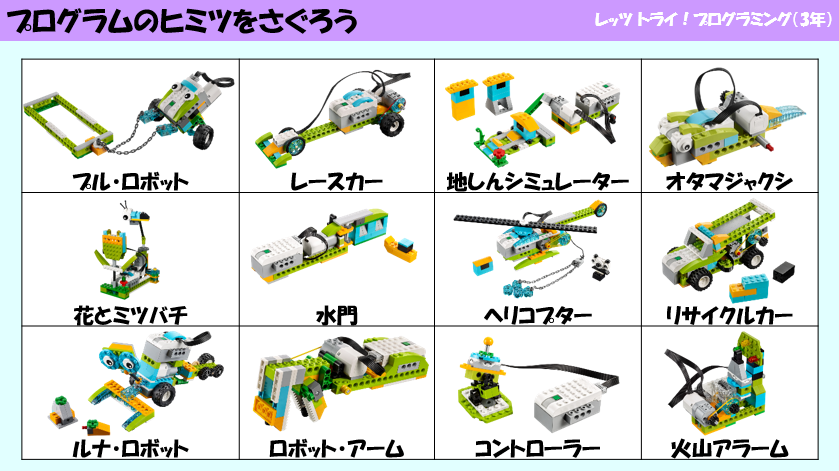 プログラムのヒミツをさぐろう
レッツ トライ！プログラミング（３年）
プル・ロボット
レースカー
地しんシミュレーター
オタマジャクシ
花とミツバチ
水門
ヘリコプター
リサイクルカー
ルナ・ロボット
ロボット・アーム
コントローラー
火山アラーム